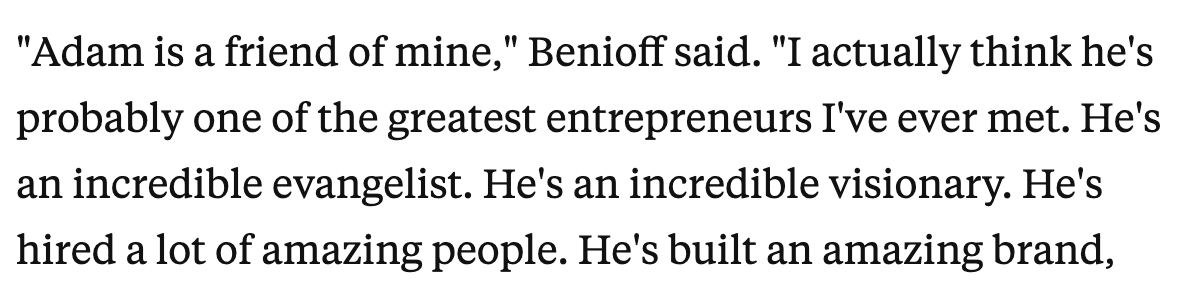 "Adam is a friend of mine," Benioff said. "I actually think he's
probably one of the greatest entrepreneurs I've ever met. He's
an incredible evangelist. He's an incredible visionary. He's
hired a lot of amazing people. He's built an amazing brand,